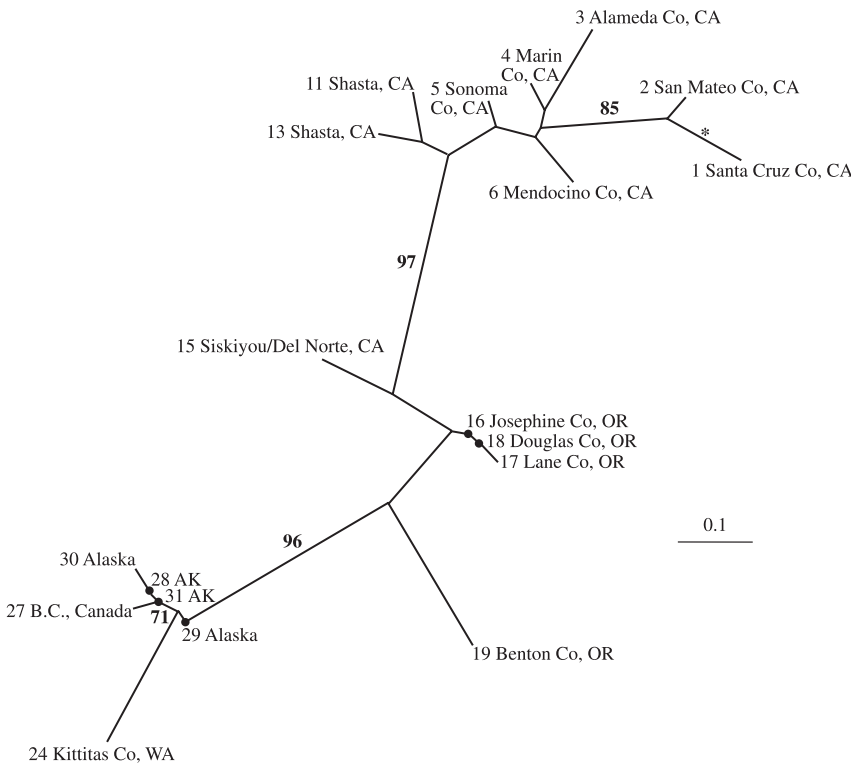 3 Alameda Co, CA
4 Marin
Co, CA
11 Shasta, CA
5 Sonoma
Co, CA
2 San Mateo Co, CA
85
*
13 Shasta, CA
1 Santa Cruz Co, CA
6 Mendocino Co, CA
97
15 Siskiyou/Del Norte, CA
16 Josephine Co, OR
18 Douglas Co, OR
17 Lane Co, OR
0.1
96
30 Alaska
28 AK
31 AK
27 B.C., Canada
71
29 Alaska
19 Benton Co, OR
24 Kittitas Co, WA